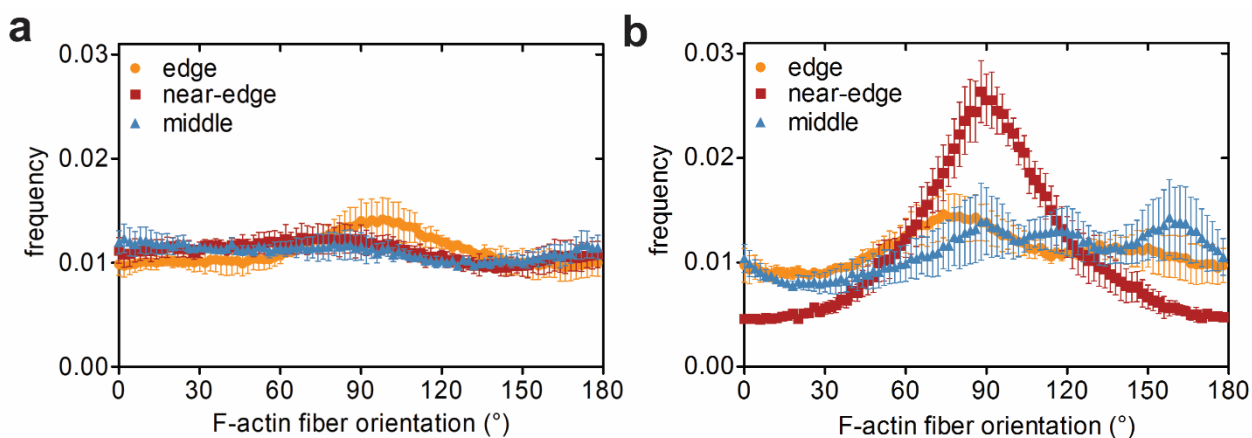 a
0.03
edge
near-edge
middle
0.02
frequency
0.01
0.00
0 30 60 90 120 150 180
F-actin fiber orientation (°)
b
0.03
edge
near-edge
middle
0.02
frequency
0.01
0.00
0 30 60 90 120 150 180
F-actin fiber orientation (°)